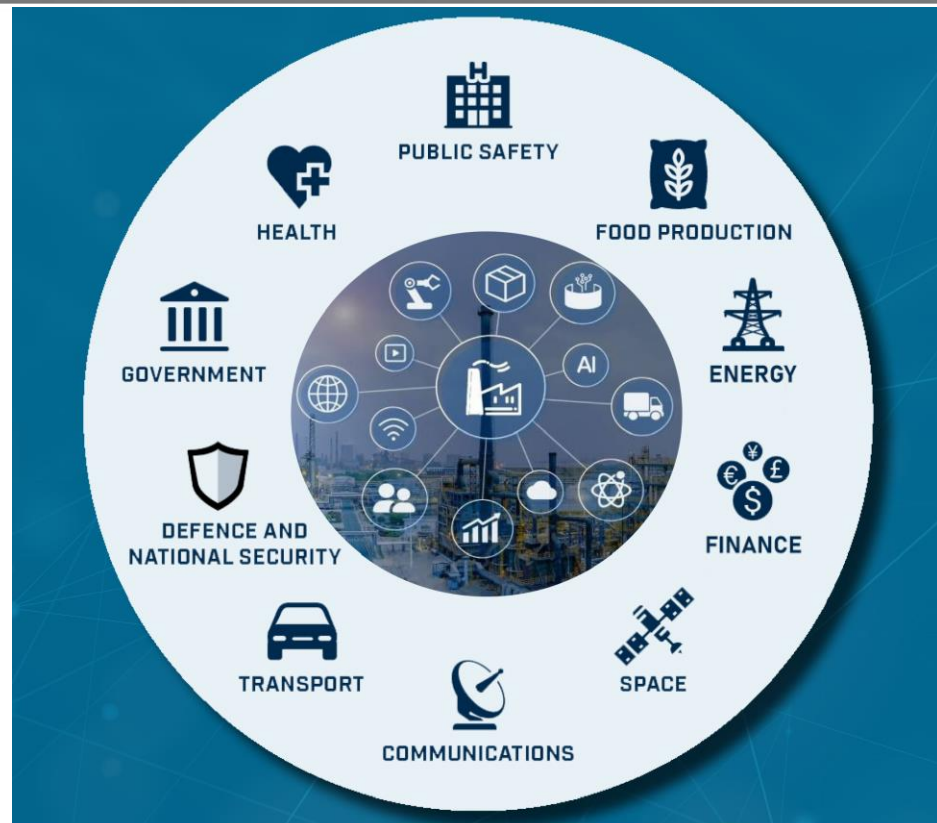 PUBLIC SAFETY
HEALTH
FOOD PRODUCTION
GOVERNMENT
ENERGY
AI
DEFENCE AND
NATIONAL SECURITY
FINANCE
TRANSPORT
SPACE
COMMUNICATIONS
H
¥
€
£
$